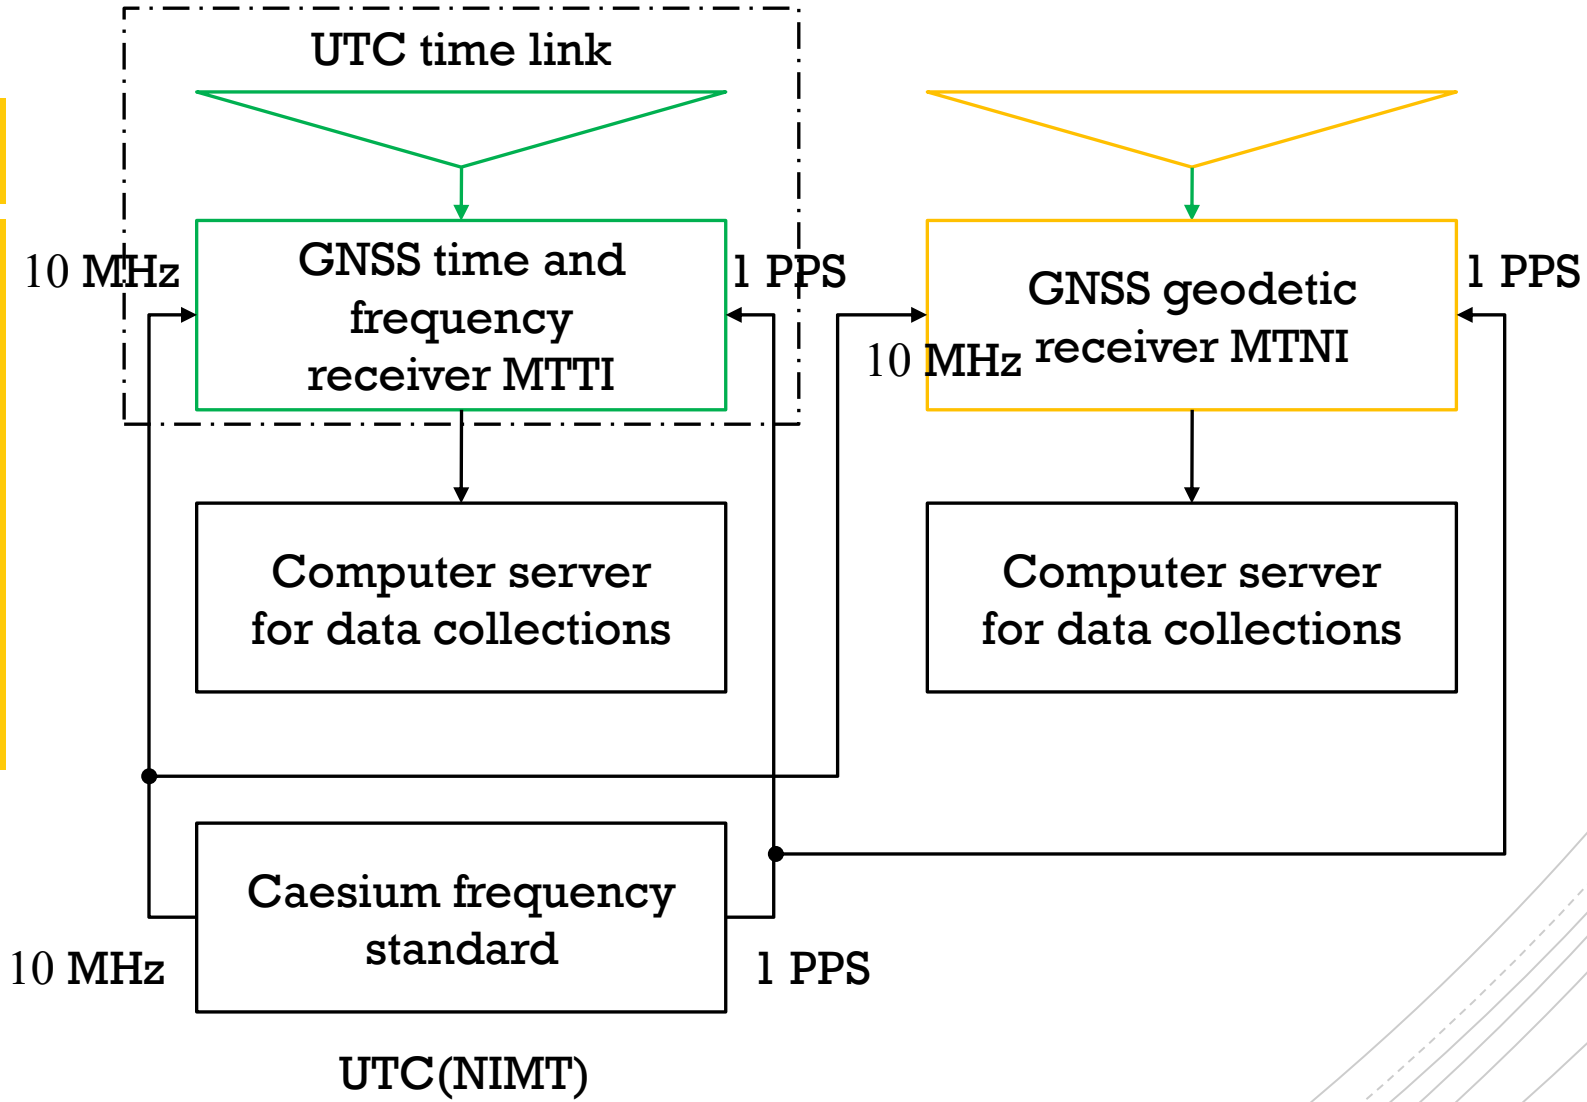 UTC time link
10 MHz
GNSS time and
frequency
receiver MTTI
1 PPS
10 MHz
GNSS geodetic
receiver MTNI
1 PPS
Computer server
for data collections
Computer server
for data collections
10 MHz
Caesium frequency
standard
1 PPS
UTC(NIMT)